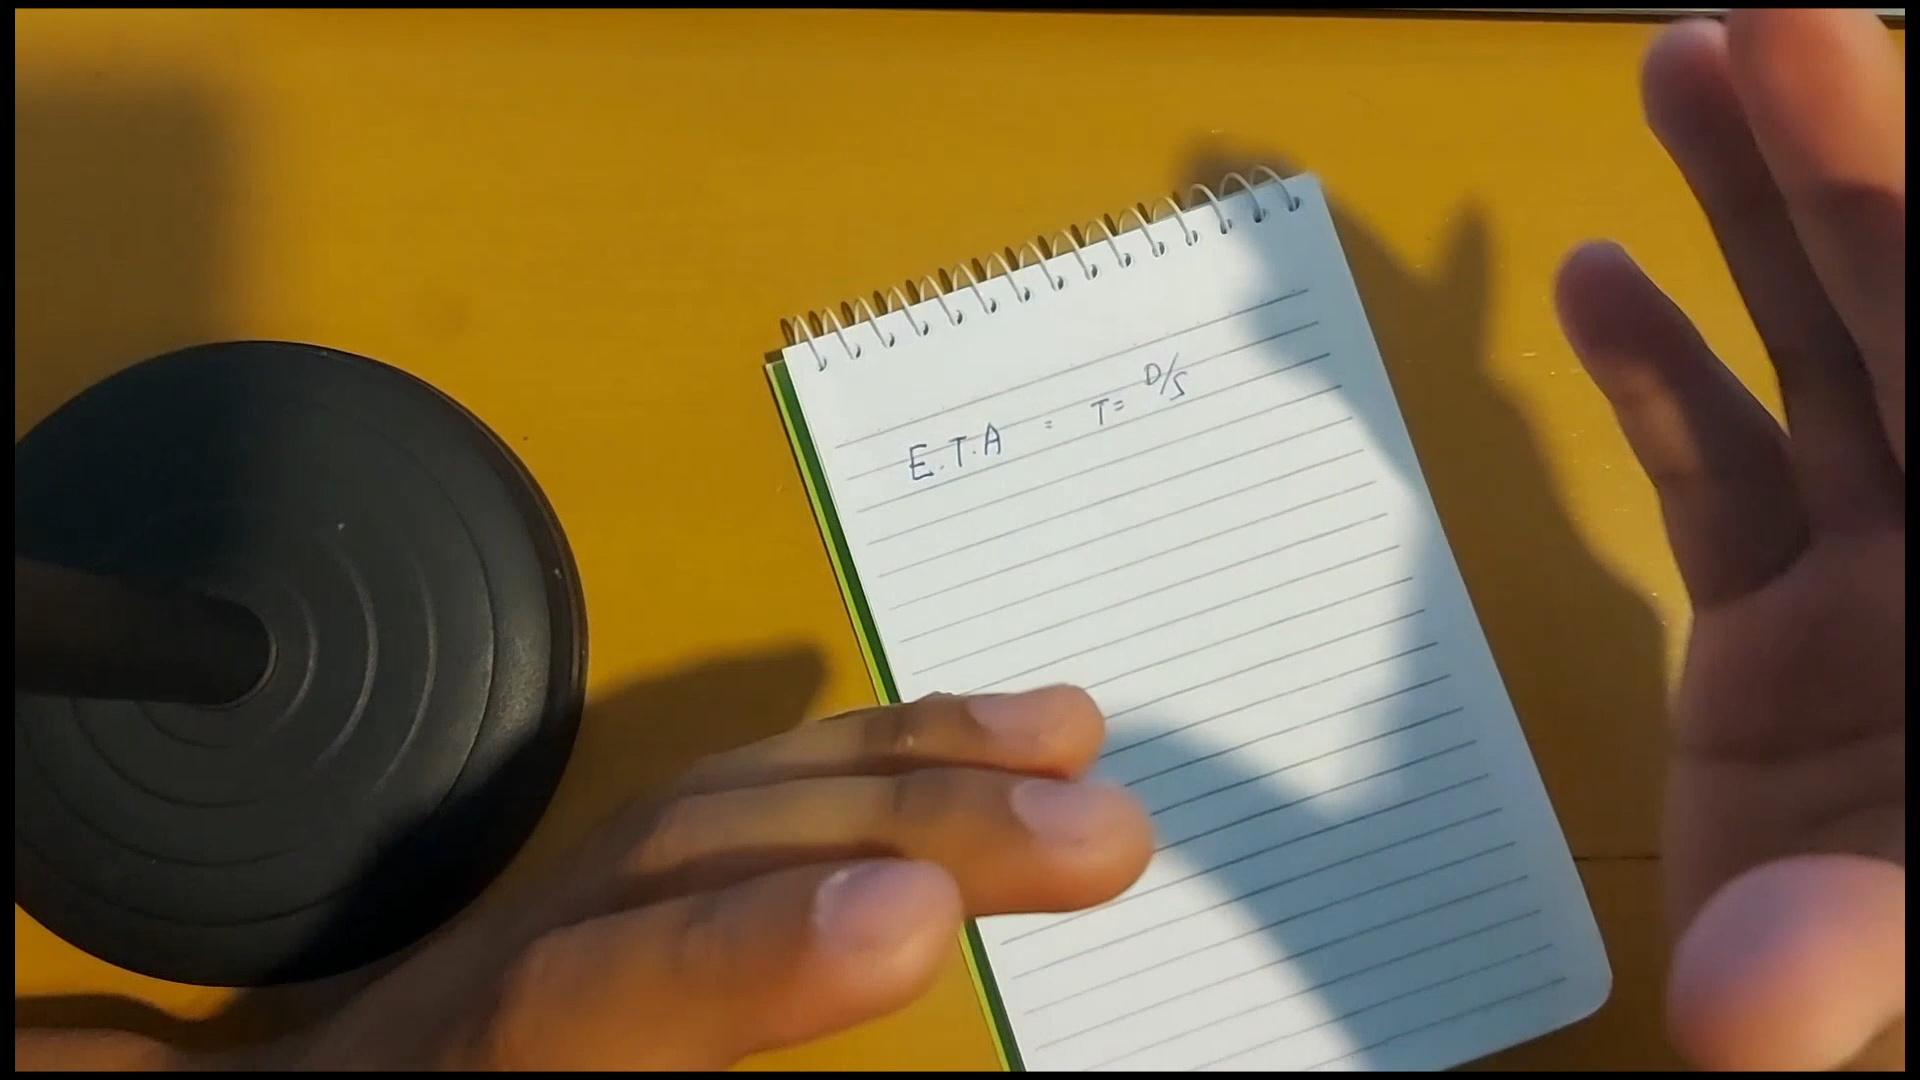 E.T.A = T= D/S